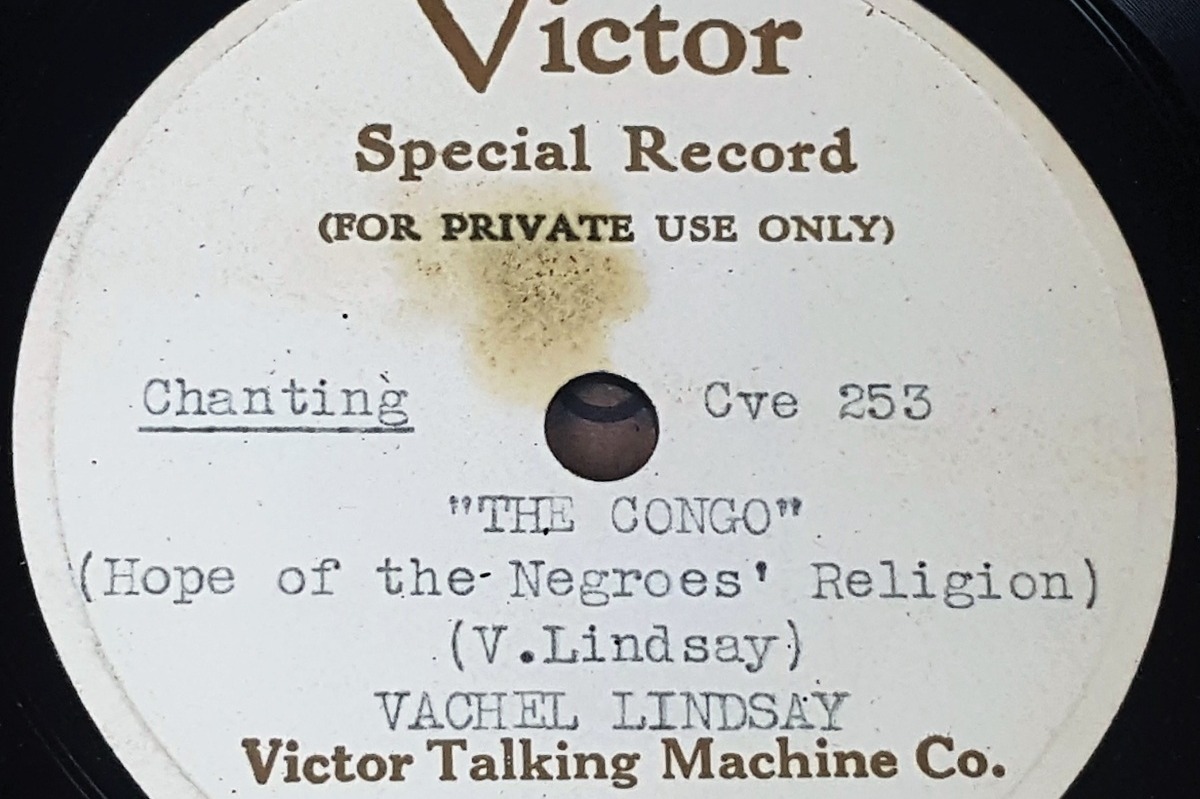 Victor
Special Record
(FOR PRIVATE USE ONLY)
Chanting Cve 253
"THE CONGO"
(Hope of the Negroes' Religion)
(V.Lindsay)
VACHEL LINDSAY
Victor Talking Machine Co.